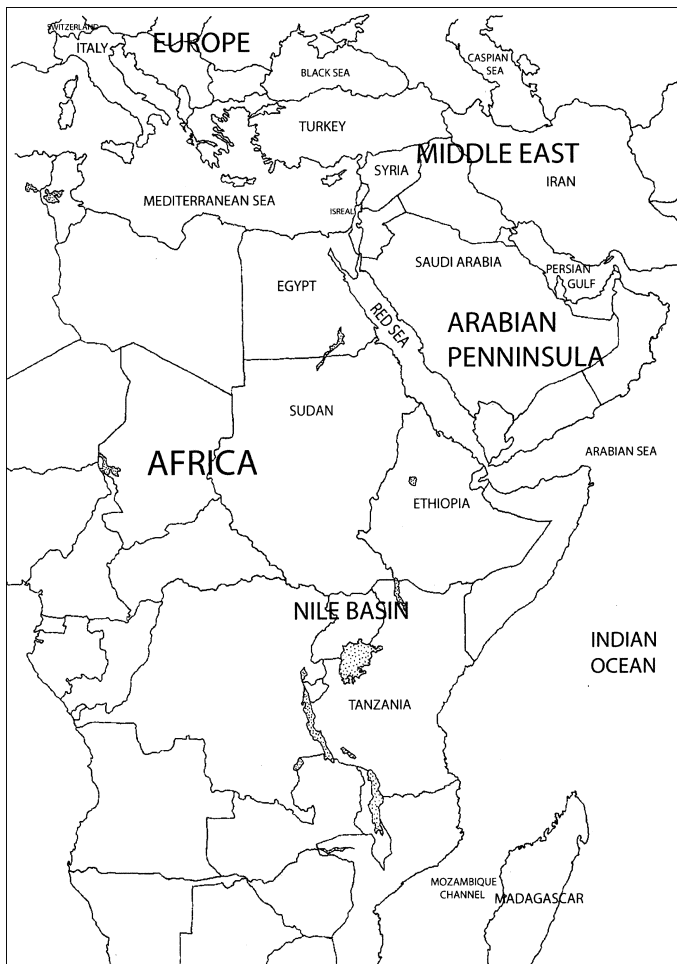 SWITZERLAND
ITALY
EUROPE
BLACK SEA
CASPIAN
SEA
TURKEY
MIDDLE EAST
SYRIA
IRAN
MEDITERRANEAN SEA
ISREAL
SAUDI ARABIA
PERSIAN
GULF
EGYPT
RED SEA
ARABIAN
PENNINSULA
SUDAN
AFRICA
ARABIAN SEA
ETHIOPIA
NILE BASIN
INDIAN
OCEAN
TANZANIA
MOZAMBIQUE
CHANNEL
MADAGASCAR